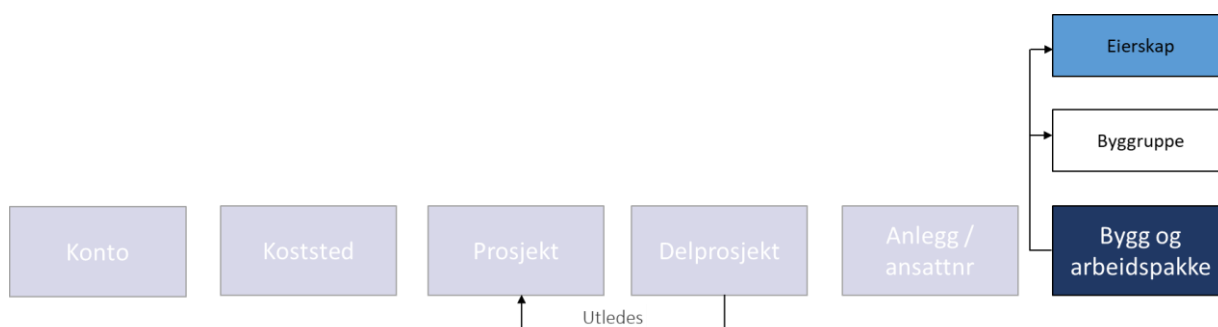 Eierskap
Byggruppe
Konto
Koststed
Prosjekt
Delprosjekt
Anlegg /
ansattnr
Bygg og
arbeidspakke
Utledes